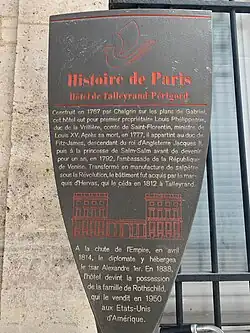 Histoire de Paris
Hôtel de Talleyrand-Périgord
Construit en 1767 par Chalgrin sur les plans de Gabriel,
cet hôtel eut pour premier propriétaire Louis Phélippeaux,
duc de la Vrillière, comte de Saint-Florentin, ministre de
Louis XV. Après sa mort, en 1777, il appartint au duc de
Fitz-James, descendant du roi d'Angleterre Jacques II,
puis à la princesse de Salm-Salm avant de devenir
pour un an, en 1792, l'ambassade de la République
de Venise. Transformé en manufacture de salpêtre
sous la Révolution, le bâtiment fut acquis par le mar-
quis d'Hervas, qui le céda en 1812 à Talleyrand.
A la chute de l'Empire, en avril
1814, le diplomate y hébergea
le tsar Alexandre 1er. En 1838,
l'hôtel devint la possession
de la famille de Rothschild,
qui le vendit en 1950
aux Etats-Unis
d'Amérique.